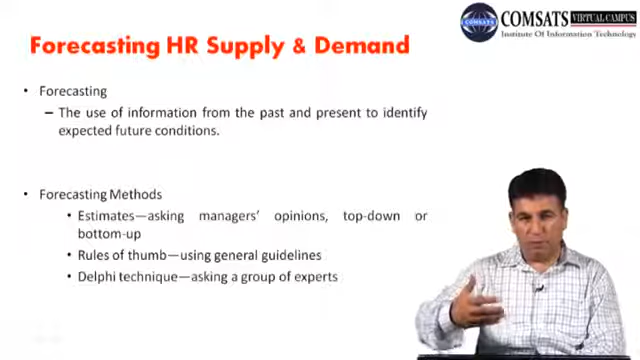 COMSATS VIRTUAL CAMPUS
Institute Of Information Technology
Forecasting HR Supply & Demand
• Forecasting
– The use of information from the past and present to identify
expected future conditions.
• Forecasting Methods
• Estimates—asking managers' opinions, top-down or
bottom-up
• Rules of thumb—using general guidelines
• Delphi technique—asking a group of experts